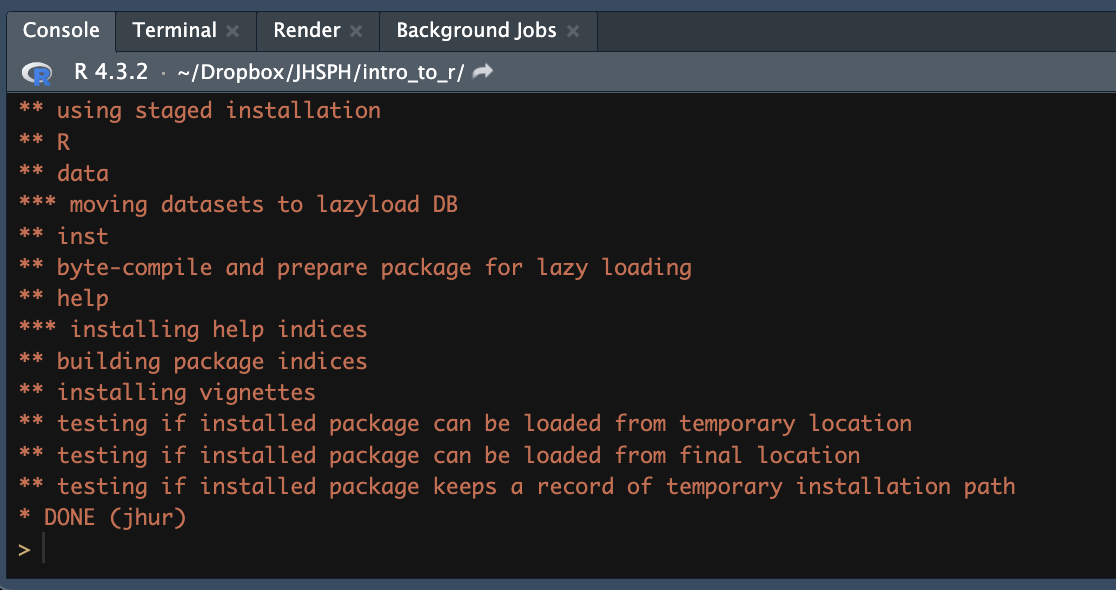 Console Terminal Render Background Jobs
R 4.3.2 · ~/Dropbox/JHSPH/intro_to_r/
** using staged installation
** R
** data
*** moving datasets to lazyload DB
** inst
** byte-compile and prepare package for lazy loading
** help
*** installing help indices
** building package indices
** installing vignettes
** testing if installed package can be loaded from temporary location
** testing if installed package can be loaded from final location
** testing if installed package keeps a record of temporary installation path
* DONE (jhur)
>